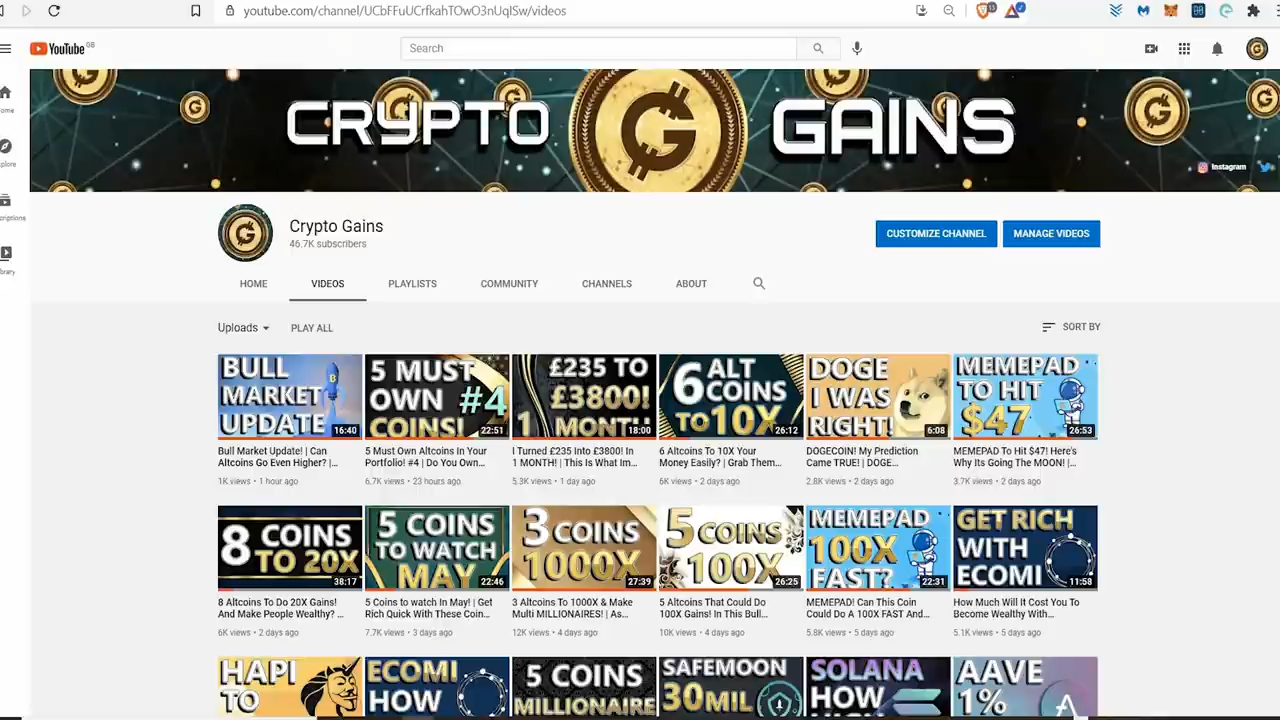 youtube.com/channel/UCbFFuUCrfkahTOwO3nUqISw/videos
YouTube GB
Search
CRYPTO GAINS
Instagram
Crypto Gains
46.7K subscribers
CUSTOMIZE CHANNEL
MANAGE VIDEOS
HOME
VIDEOS
PLAYLISTS
COMMUNITY
CHANNELS
ABOUT
Uploads
PLAY ALL
SORT BY
BULL
MARKET
UPDATE
16:40
Bull Market Update! | Can
Altcoins Go Even Higher? |...
1K views • 1 hour ago
5 MUST
OWN #4
COINS!
22:51
5 Must Own Altcoins In Your
Portfolio! #4 | Do You Own...
6.7K views • 23 hours ago
£235 TO
£3800!
1 MONTH
18:00
I Turned £235 Into £3800! In
1 MONTH! | This Is What Im...
5.3K views • 1 day ago
6 ALT
COINS
TO 10X
26:12
6 Altcoins To 10X Your
Money Easily? | Grab Them...
6K views • 2 days ago
DOGE
I WAS
RIGHT!
6:08
DOGECOIN! My Prediction
Came TRUE! | DOGE...
2.8K views • 2 days ago
MEMEPAD
TO HIT
$47
26:53
MEMEPAD To Hit $47! Here's
Why Its Going The MOON! |...
3.7K views • 2 days ago
8 COINS
TO 20X
38:17
8 Altcoins To Do 20X Gains!
And Make People Wealthy? ...
6K views • 2 days ago
5 COINS
TO WATCH
MAY
22:46
5 Coins to watch In May! | Get
Rich Quick With These Coin...
7.7K views • 3 days ago
3 COINS
1000X
27:39
3 Altcoins To 1000X & Make
Multi MILLIONAIRES! | As...
12K views • 4 days ago
5 COINS
100X
26:25
5 Altcoins That Could Do
100X Gains! In This Bull...
10K views • 4 days ago
MEMEPAD
100X
FAST?
22:31
MEMEPAD! Can This Coin
Could Do A 100X FAST And...
5.8K views • 5 days ago
GET RICH
WITH
ECOMI
11:58
How Much Will It Cost You To
Become Wealthy With...
5.1K views • 5 days ago
HAPI
TO
ECOMI
HOW
5 COINS
MILLIONAIRE
SAFEMOON
30MIL
SOLANA
HOW
AAVE
1%